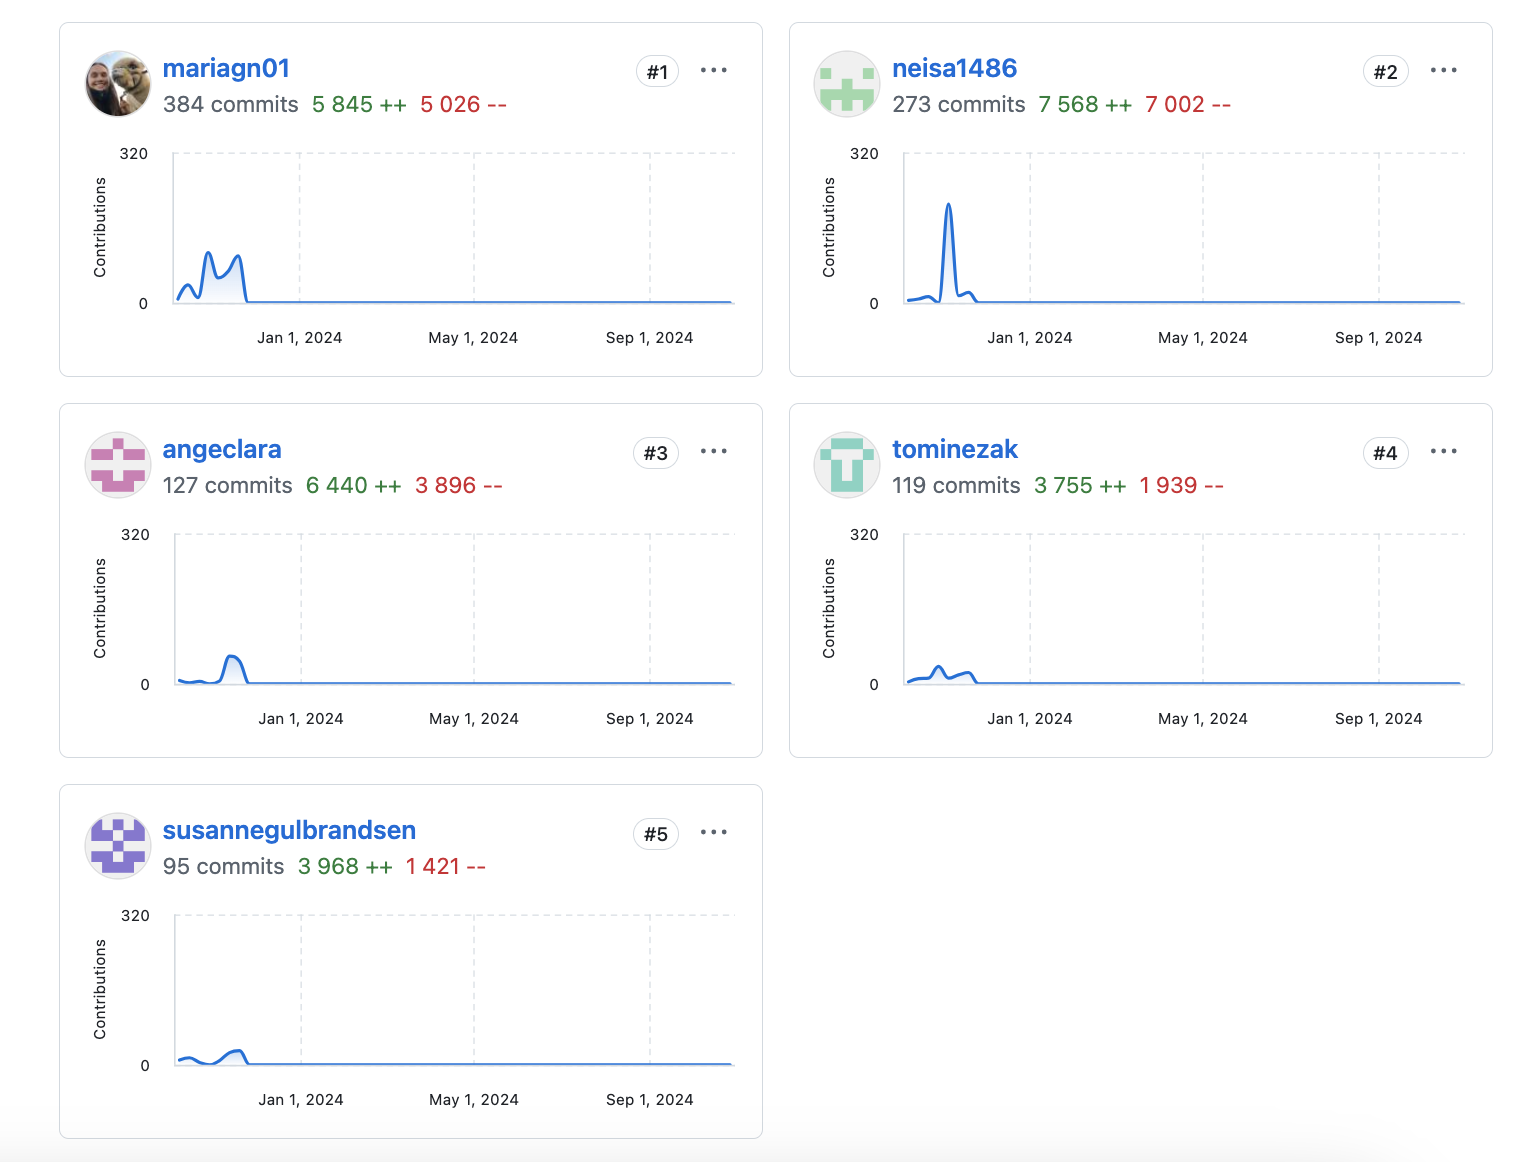 mariagn01 #1 ...
384 commits 5 845 ++ 5 026 --
320
Contributions
0
Jan 1, 2024 May 1, 2024 Sep 1, 2024
neisa1486 #2 ...
273 commits 7 568 ++ 7 002 --
320
Contributions
0
Jan 1, 2024 May 1, 2024 Sep 1, 2024
angeclara #3 ...
127 commits 6 440 ++ 3 896 --
320
Contributions
0
Jan 1, 2024 May 1, 2024 Sep 1, 2024
tominezak #4 ...
119 commits 3 755 ++ 1 939 --
320
Contributions
0
Jan 1, 2024 May 1, 2024 Sep 1, 2024
susannegulbrandsen #5 ...
95 commits 3 968 ++ 1 421 --
320
Contributions
0
Jan 1, 2024 May 1, 2024 Sep 1, 2024